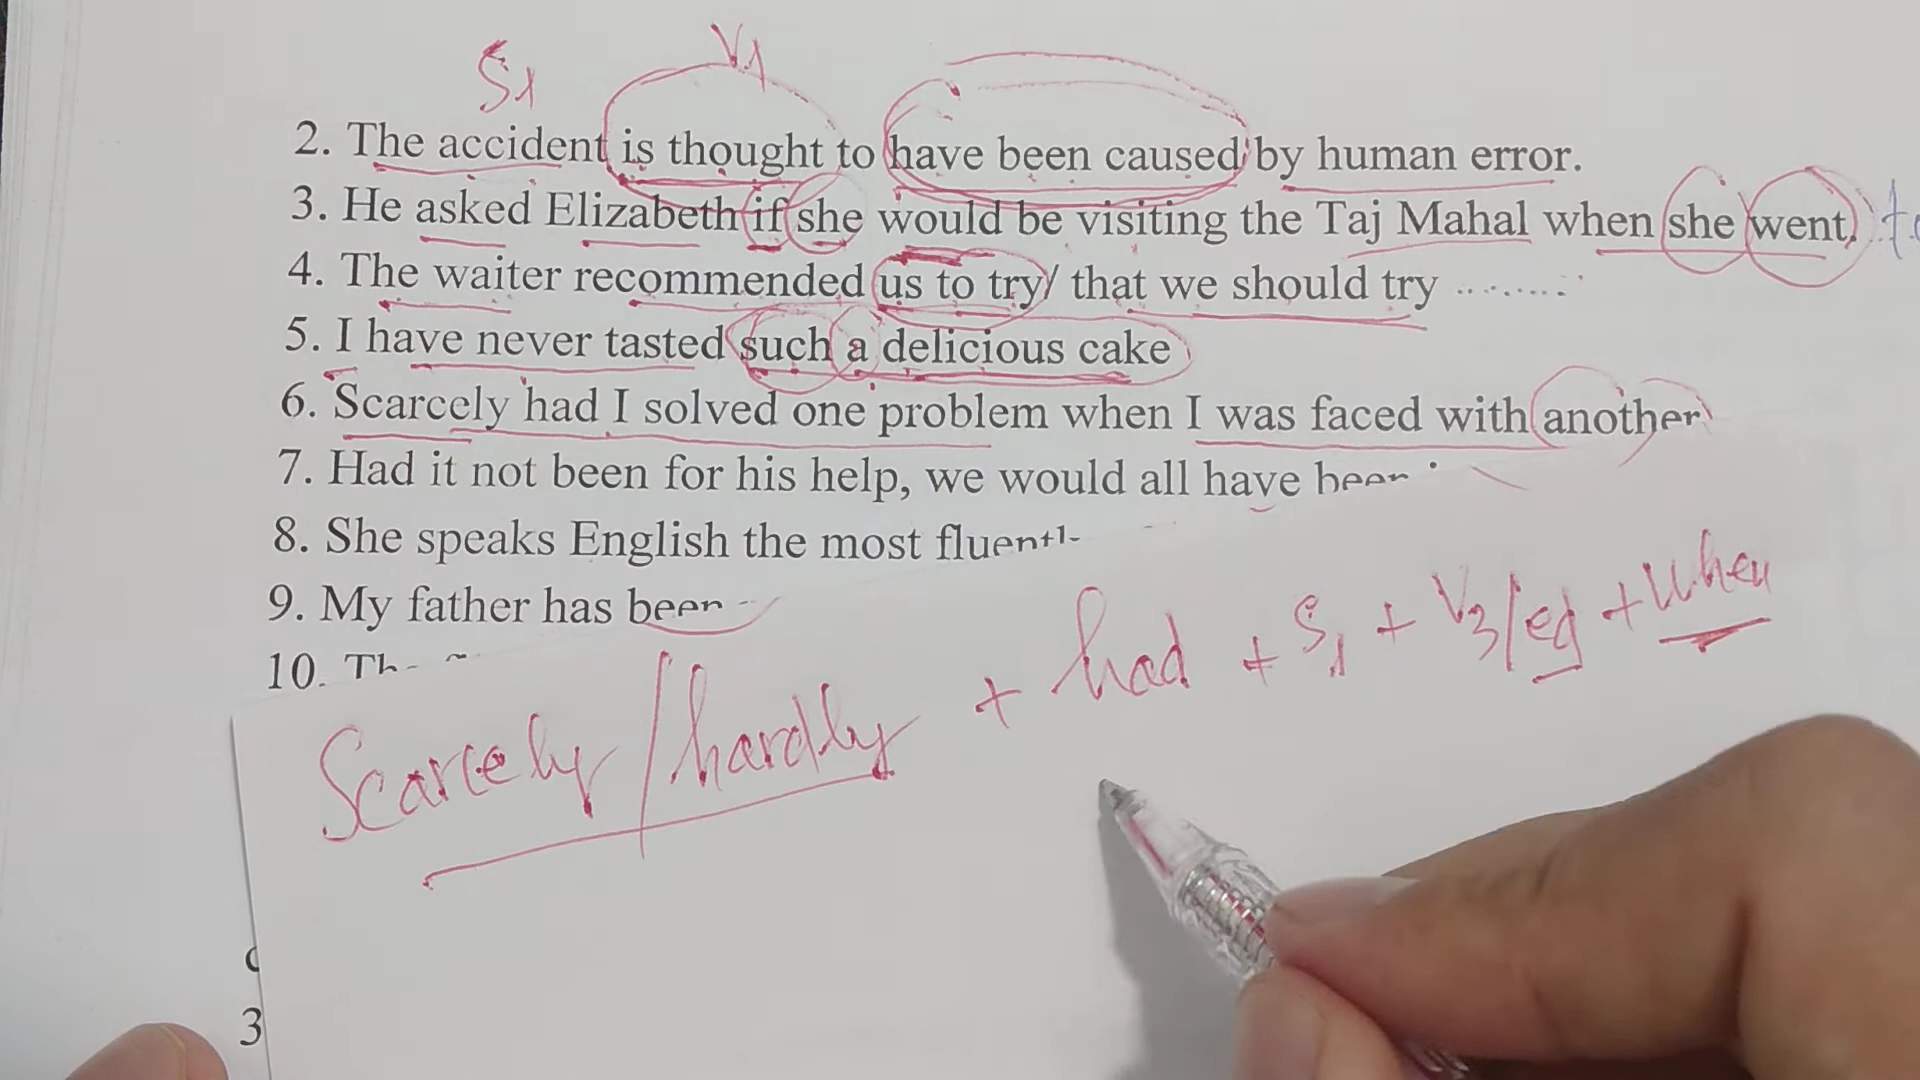 S1 V1
2. The accident is thought to have been caused by human error.
3. He asked Elizabeth if she would be visiting the Taj Mahal when she went.
4. The waiter recommended us to try/ that we should try .........
5. I have never tasted such a delicious cake
6. Scarcely had I solved one problem when I was faced with another
7. Had it not been for his help, we would all have been
8. She speaks English the most
9. My father has been
10.
Scarcely/hardly + had + S1 + V3/ed + when
3